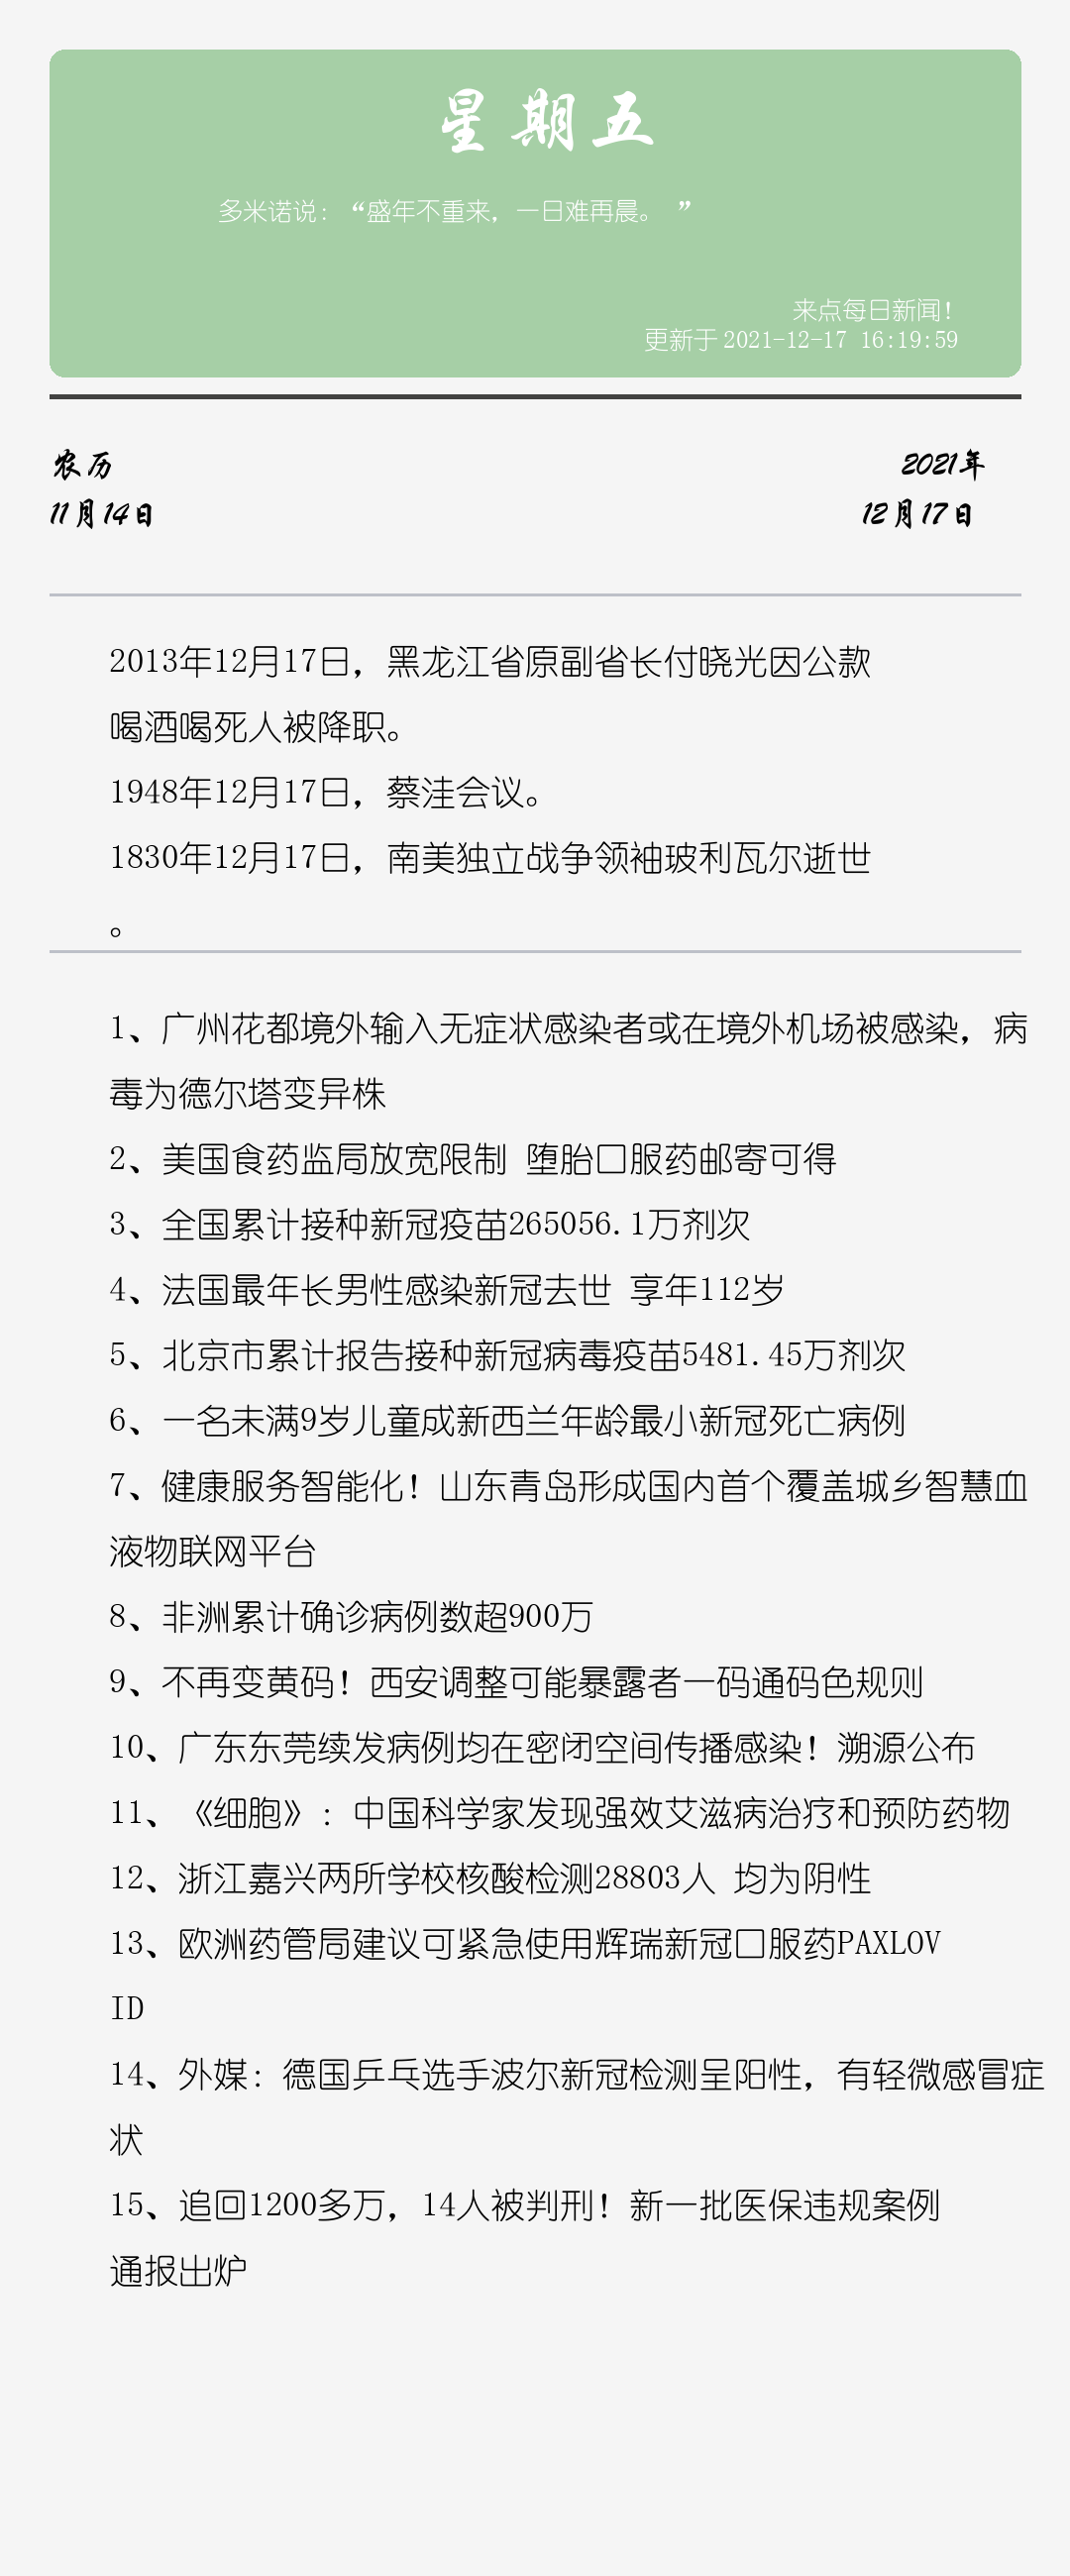 星期五
多米诺说：“盛年不重来，一日难再晨。 ”
来点每日新闻！
更新于 2021-12-17 16:19:59
农历
11月14日
2021年
12月17日
2013年12月17日，黑龙江省原副省长付晓光因公款
喝酒喝死人被降职。
1948年12月17日，蔡洼会议。
1830年12月17日，南美独立战争领袖玻利瓦尔逝世
。
1、广州花都境外输入无症状感染者或在境外机场被感染，病
毒为德尔塔变异株
2、美国食药监局放宽限制 堕胎口服药邮寄可得
3、全国累计接种新冠疫苗265056.1万剂次
4、法国最年长男性感染新冠去世 享年112岁
5、北京市累计报告接种新冠病毒疫苗5481.45万剂次
6、一名未满9岁儿童成新西兰年龄最小新冠死亡病例
7、健康服务智能化！山东青岛形成国内首个覆盖城乡智慧血
液物联网平台
8、非洲累计确诊病例数超900万
9、不再变黄码！西安调整可能暴露者一码通码色规则
10、广东东莞续发病例均在密闭空间传播感染！溯源公布
11、《细胞》：中国科学家发现强效艾滋病治疗和预防药物
12、浙江嘉兴两所学校核酸检测28803人 均为阴性
13、欧洲药管局建议可紧急使用辉瑞新冠口服药PAXLOV
ID
14、外媒：德国乒乓选手波尔新冠检测呈阳性，有轻微感冒症
状
15、追回1200多万，14人被判刑！新一批医保违规案例
通报出炉